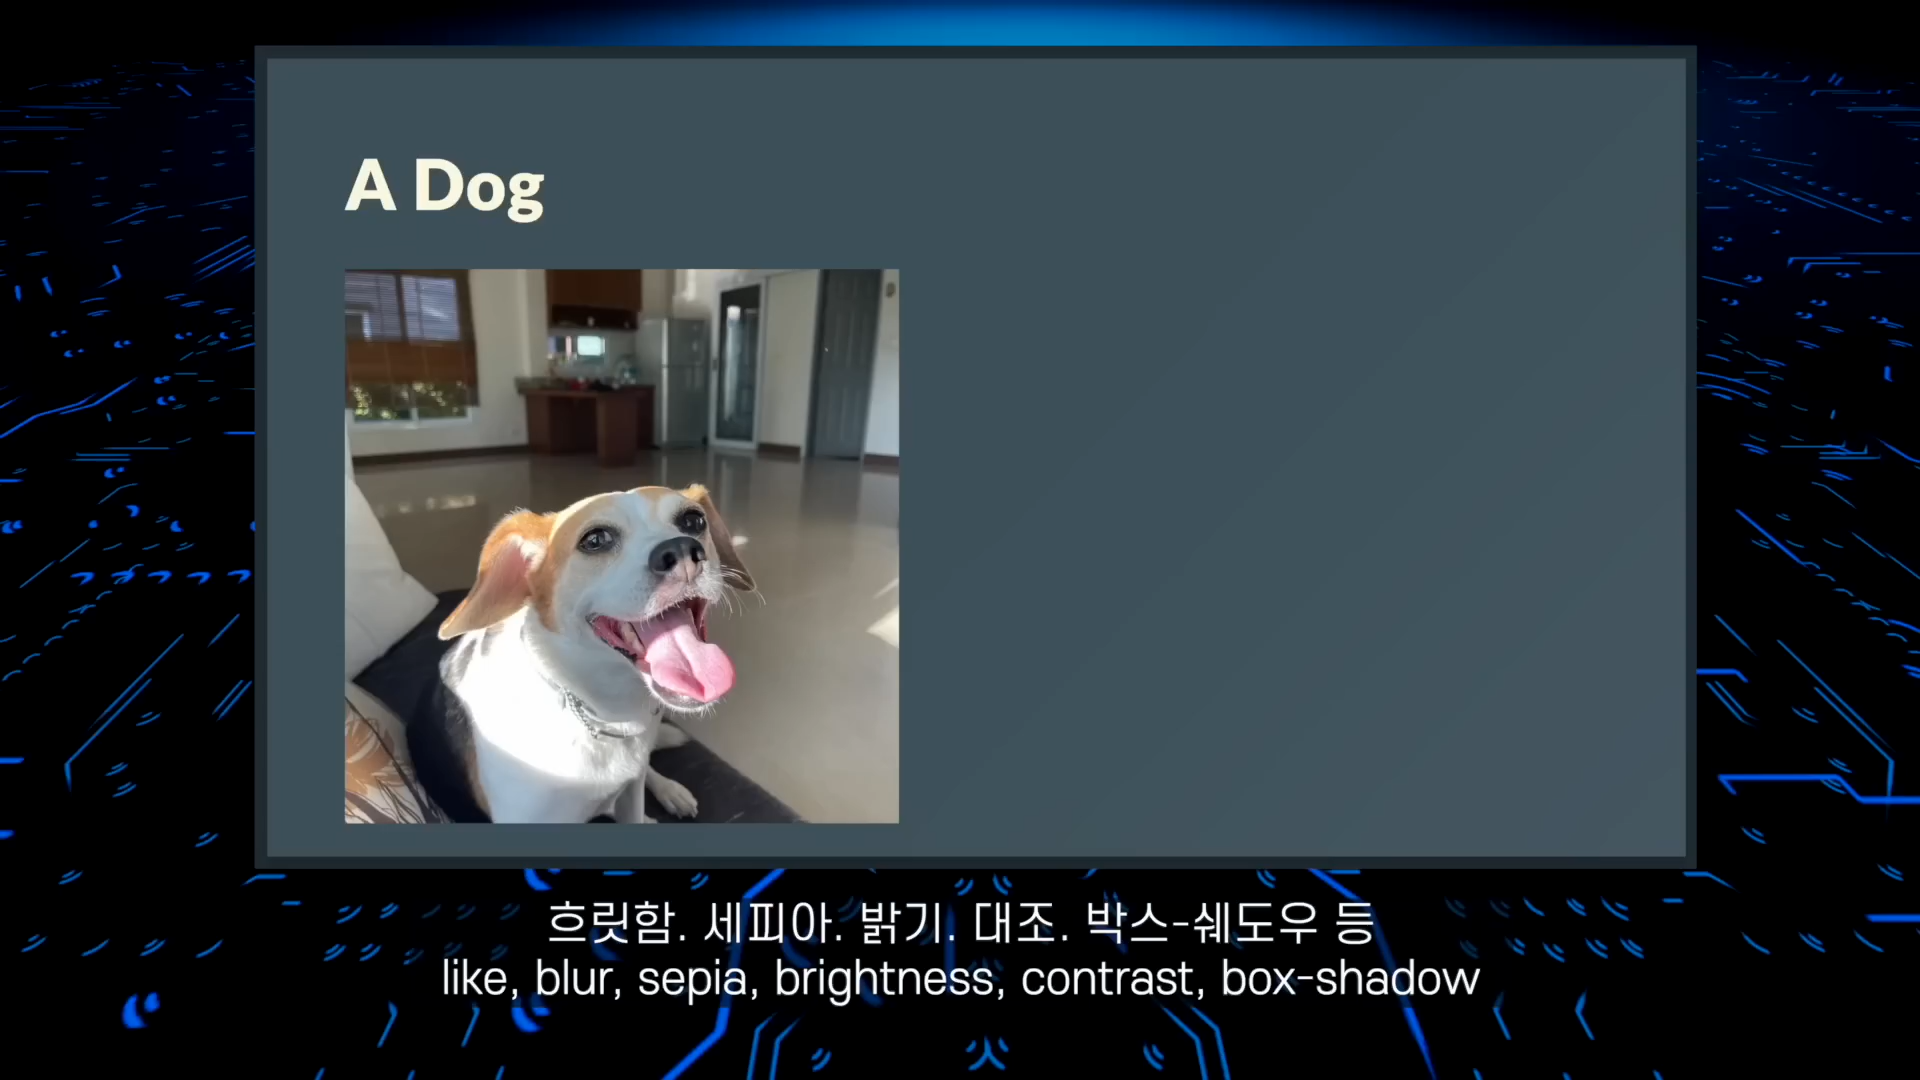 A Dog
흐릿함. 세피아. 밝기. 대조. 박스-쉐도우 등
like, blur, sepia, brightness, contrast, box-shadow